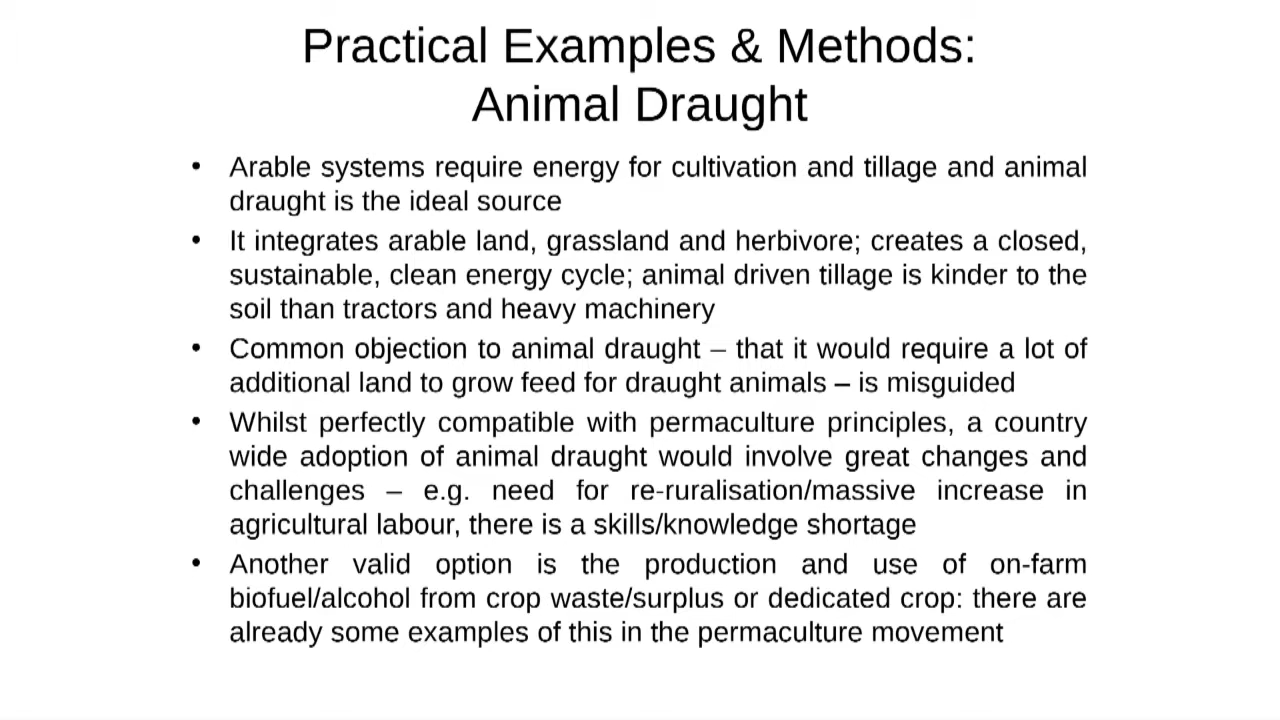 Practical Examples & Methods:
Animal Draught
• Arable systems require energy for cultivation and tillage and animal
draught is the ideal source
• It integrates arable land, grassland and herbivore; creates a closed,
sustainable, clean energy cycle; animal driven tillage is kinder to the
soil than tractors and heavy machinery
• Common objection to animal draught – that it would require a lot of
additional land to grow feed for draught animals – is misguided
• Whilst perfectly compatible with permaculture principles, a country
wide adoption of animal draught would involve great changes and
challenges – e.g. need for re-ruralisation/massive increase in
agricultural labour, there is a skills/knowledge shortage
• Another valid option is the production and use of on-farm
biofuel/alcohol from crop waste/surplus or dedicated crop: there are
already some examples of this in the permaculture movement